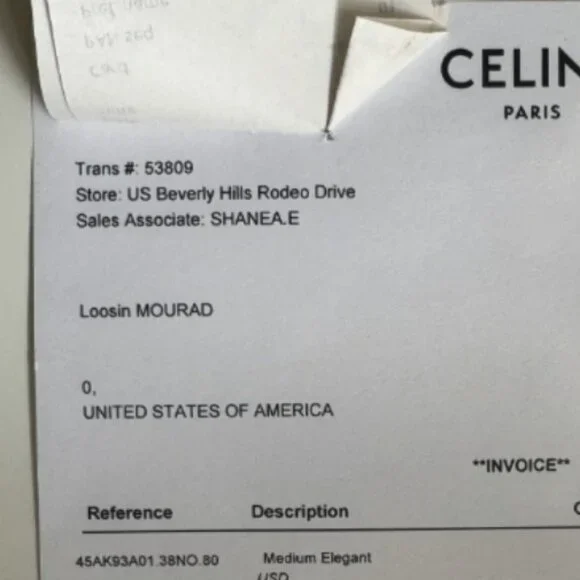 CELIN
PARIS
Trans #: 53809
Store: US Beverly Hills Rodeo Drive
Sales Associate: SHANEA.E
Loosin MOURAD
0,
UNITED STATES OF AMERICA
**INVOICE**
Reference Description
45AK93A01.38NO.80 Medium Elegant
USD